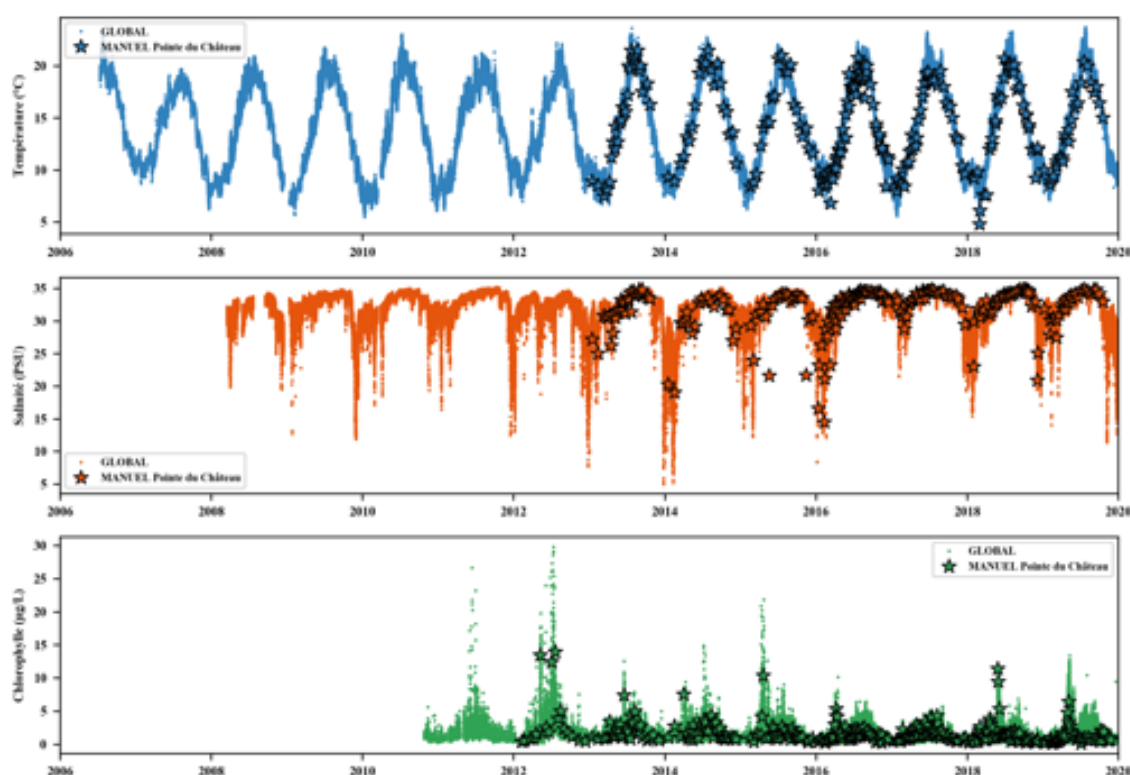 GLOBAL
MANUEL Pointe du Château
Température (°C)
20
15
10
5
2006 2008 2010 2012 2014 2016 2018 2020
Salinité (PSU)
35
30
25
20
15
10
5
GLOBAL
MANUEL Pointe du Château
2006 2008 2010 2012 2014 2016 2018 2020
Chlorophylle (µg/L)
30
25
20
15
10
5
0
GLOBAL
MANUEL Pointe du Château
2006 2008 2010 2012 2014 2016 2018 2020